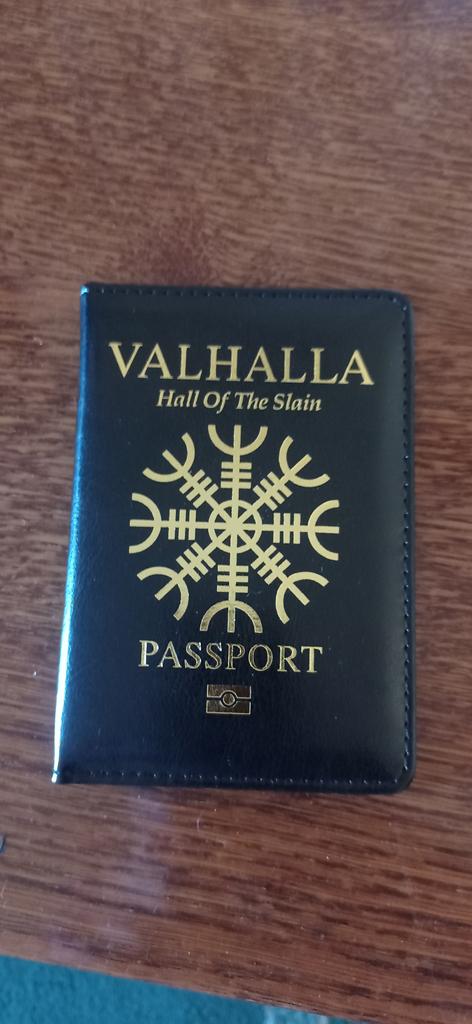 VALHALLA
Hall Of The Slain
PASSPORT